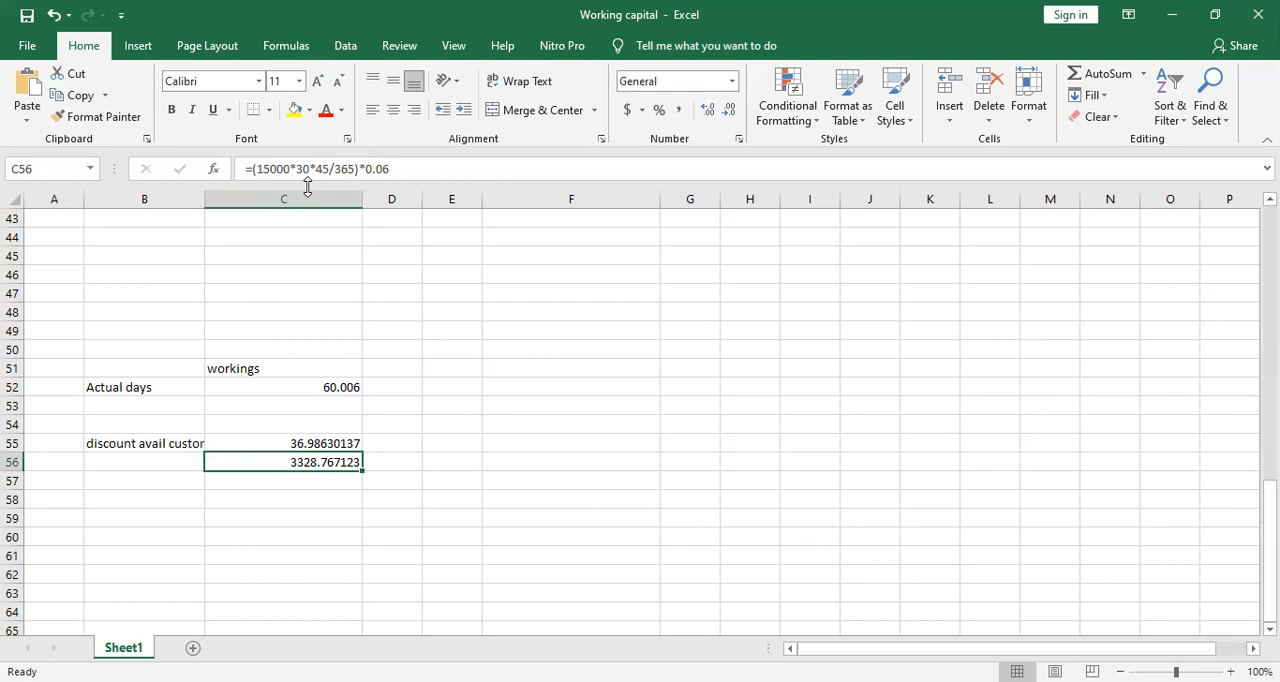 Working capital - Excel
Sign in
File Home Insert Page Layout Formulas Data Review View Help Nitro Pro Tell me what you want to do Share
Paste
Cut
Copy
Format Painter
Clipboard
Calibri 11
B I U
Font
Wrap Text
Merge & Center
Alignment
General
$ % ,
Number
Conditional Formatting
Format as Table
Cell Styles
Styles
Insert
Delete
Format
Cells
AutoSum
Fill
Clear
Sort & Filter
Find & Select
Editing
C56 fx =(15000*30*45/365)*0.06
A B C D E F G H I J K L M N O P
43
44
45
46
47
48
49
50
51 workings
52 Actual days 60.006
53
54
55 discount avail custor 36.98630137
56 3328.767123
57
58
59
60
61
62
63
64
65
Sheet1
Ready 100%